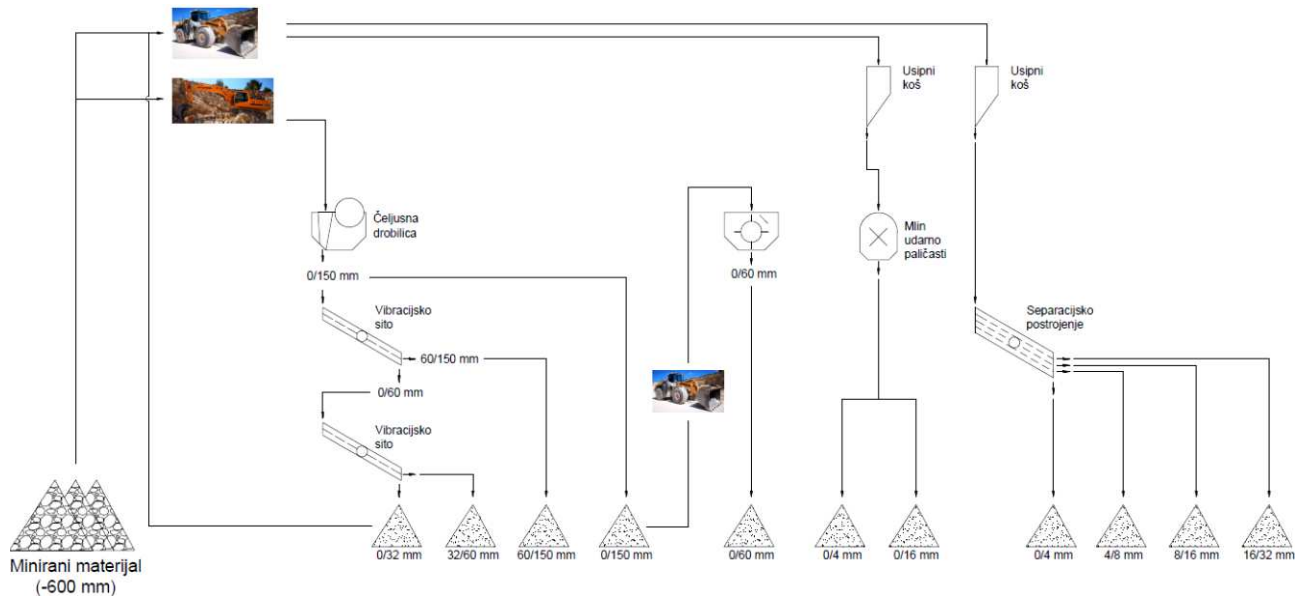 Usipni
koš
Usipni
koš
Čeljusna
drobilica
0/150 mm
0/60 mm
Mlin
udarno
paličasti
Vibracijsko
sito
Separacijsko
postrojenje
60/150 mm
0/60 mm
Vibracijsko
sito
0/32 mm
32/60 mm
60/150 mm
0/150 mm
0/60 mm
0/4 mm
0/16 mm
0/4 mm
4/8 mm
8/16 mm
16/32 mm
Minirani materijal
(-600 mm)